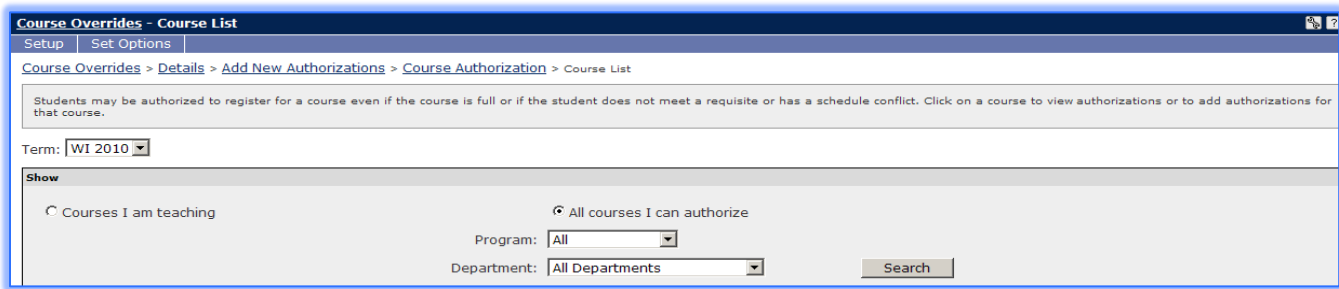 Course Overrides - Course List
Setup Set Options
Course Overrides > Details > Add New Authorizations > Course Authorization > Course List
Students may be authorized to register for a course even if the course is full or if the student does not meet a requisite or has a schedule conflict. Click on a course to view authorizations or to add authorizations for
that course.
Term: WI 2010
Show
Courses I am teaching All courses I can authorize
Program: All
Department: All Departments Search